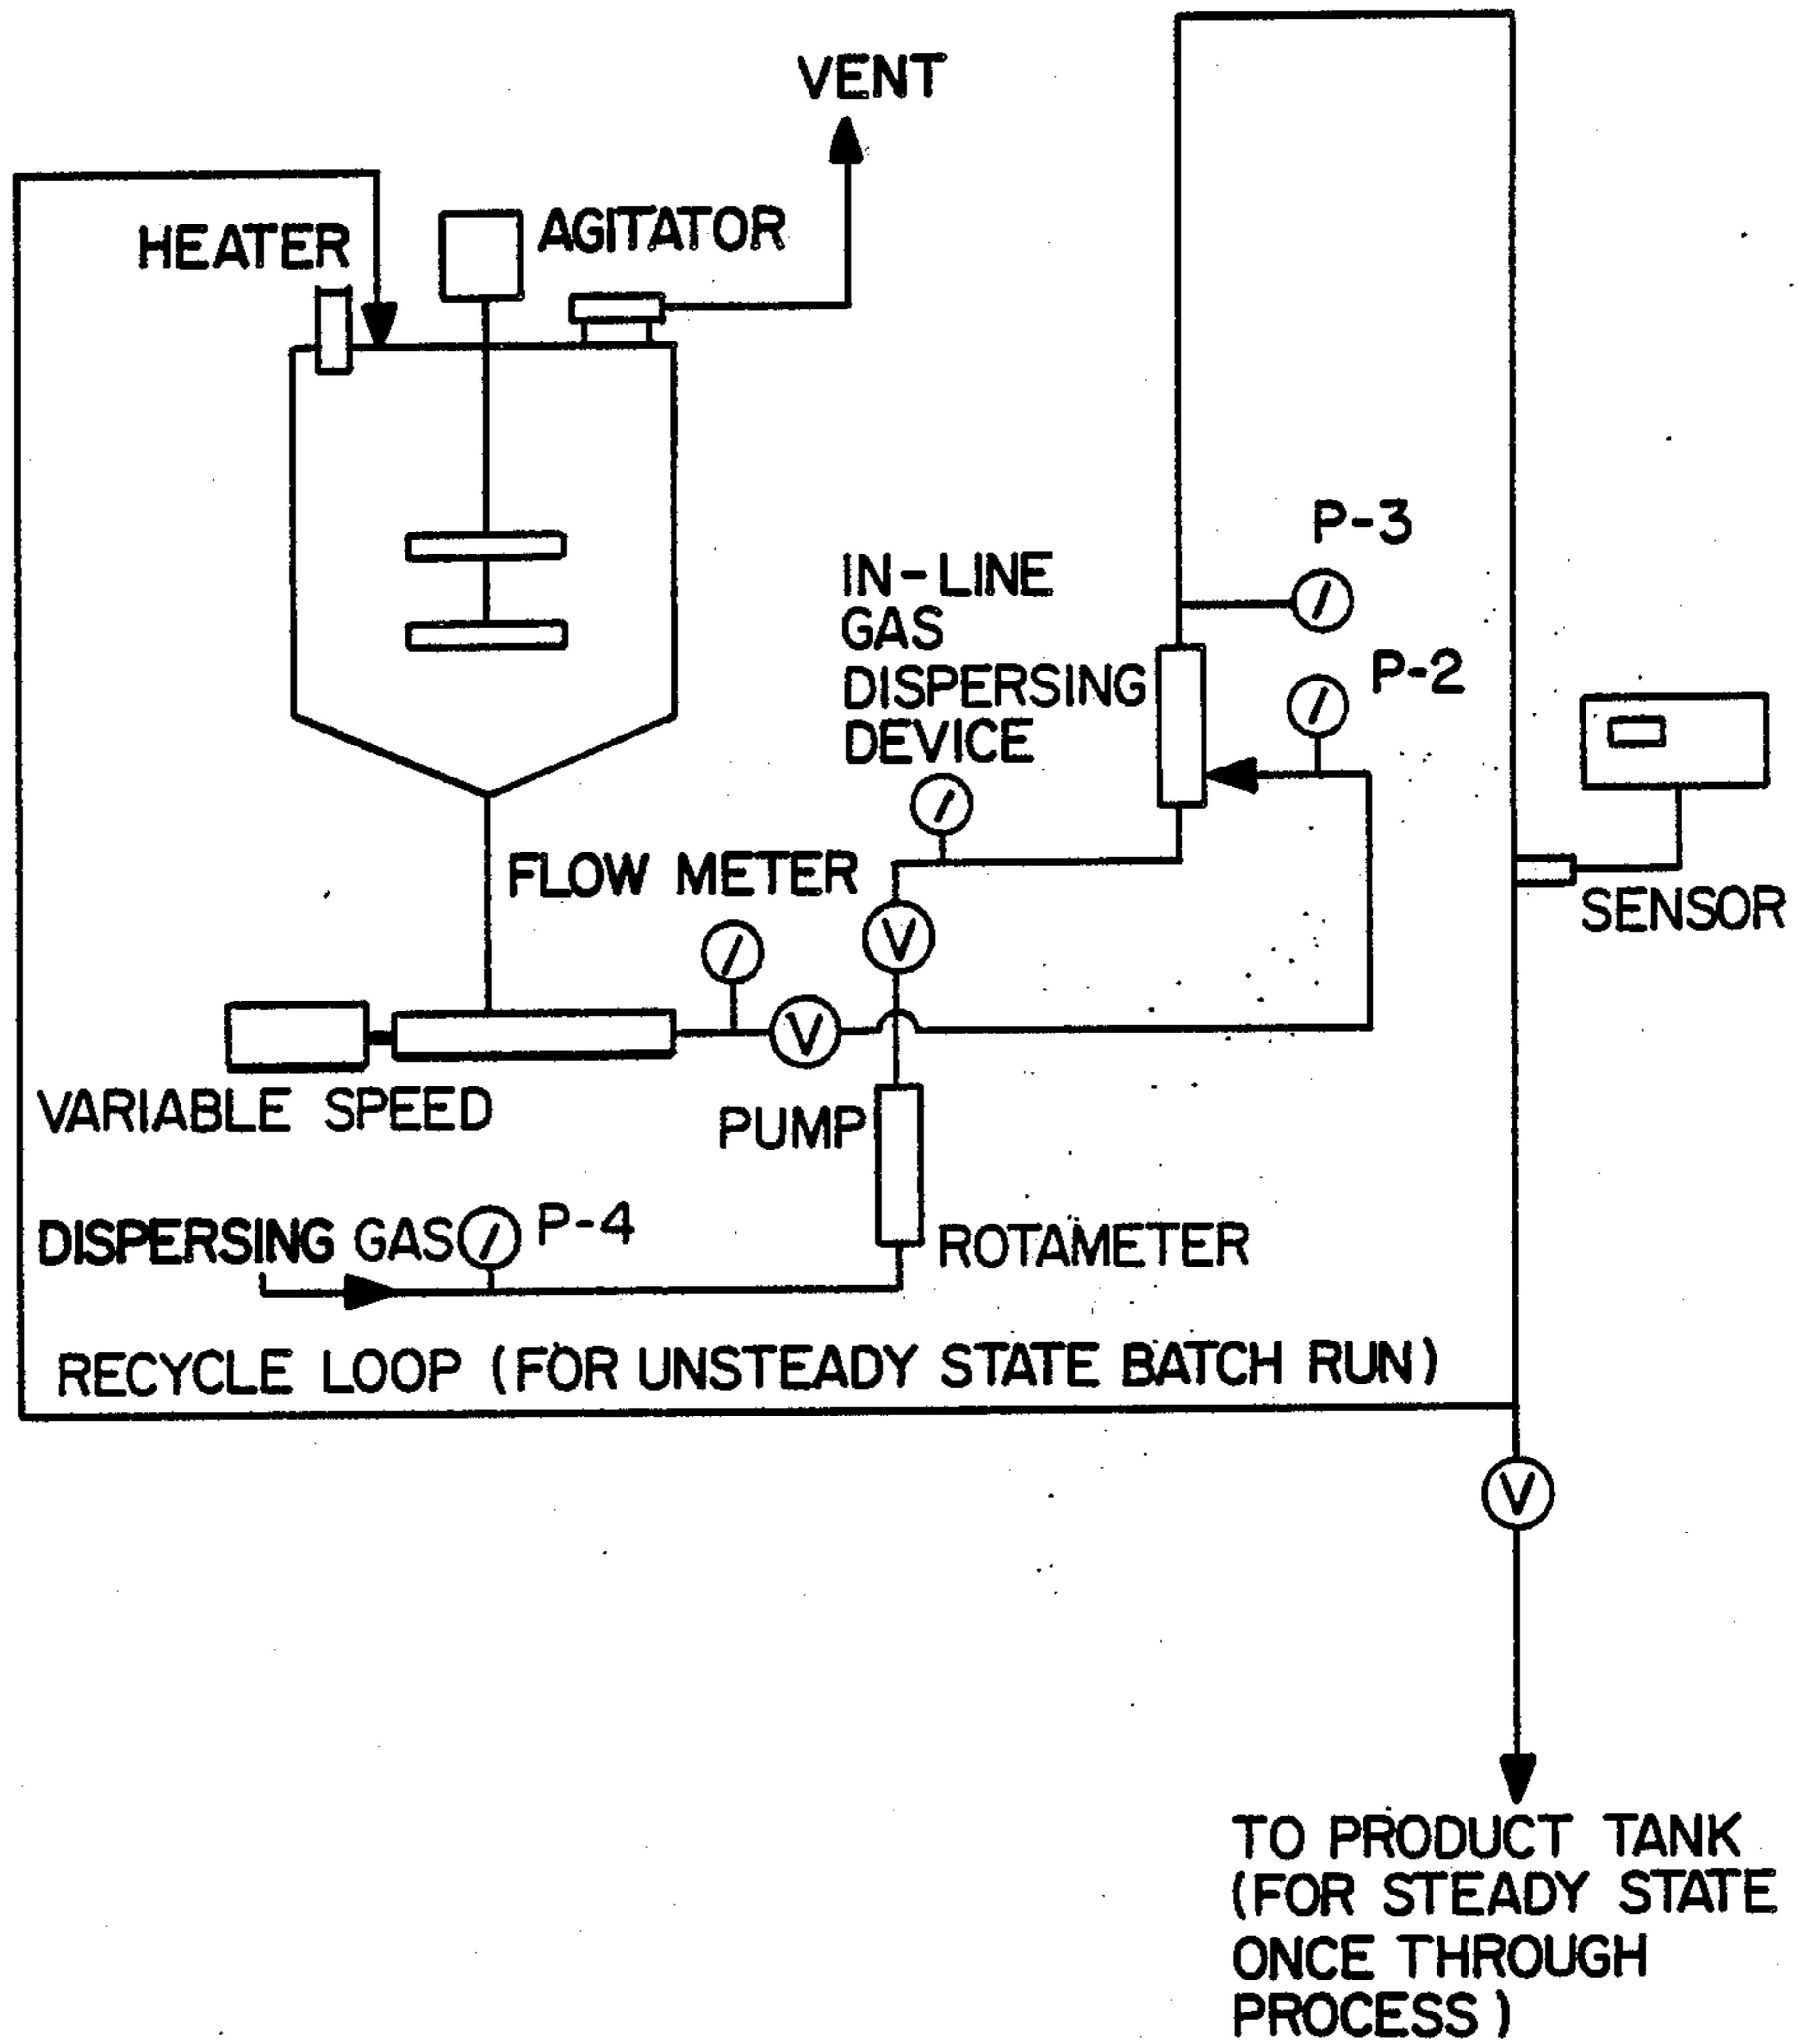 VENT
HEATER
AGITATOR
P-3
IN-LINE
GAS
DISPERSING
DEVICE
P-2
FLOW METER
V
SENSOR
V
VARIABLE SPEED
PUMP
DISPERSING GAS
P-4
ROTAMETER
RECYCLE LOOP (FOR UNSTEADY STATE BATCH RUN)
V
TO PRODUCT TANK
(FOR STEADY STATE
ONCE THROUGH
PROCESS)